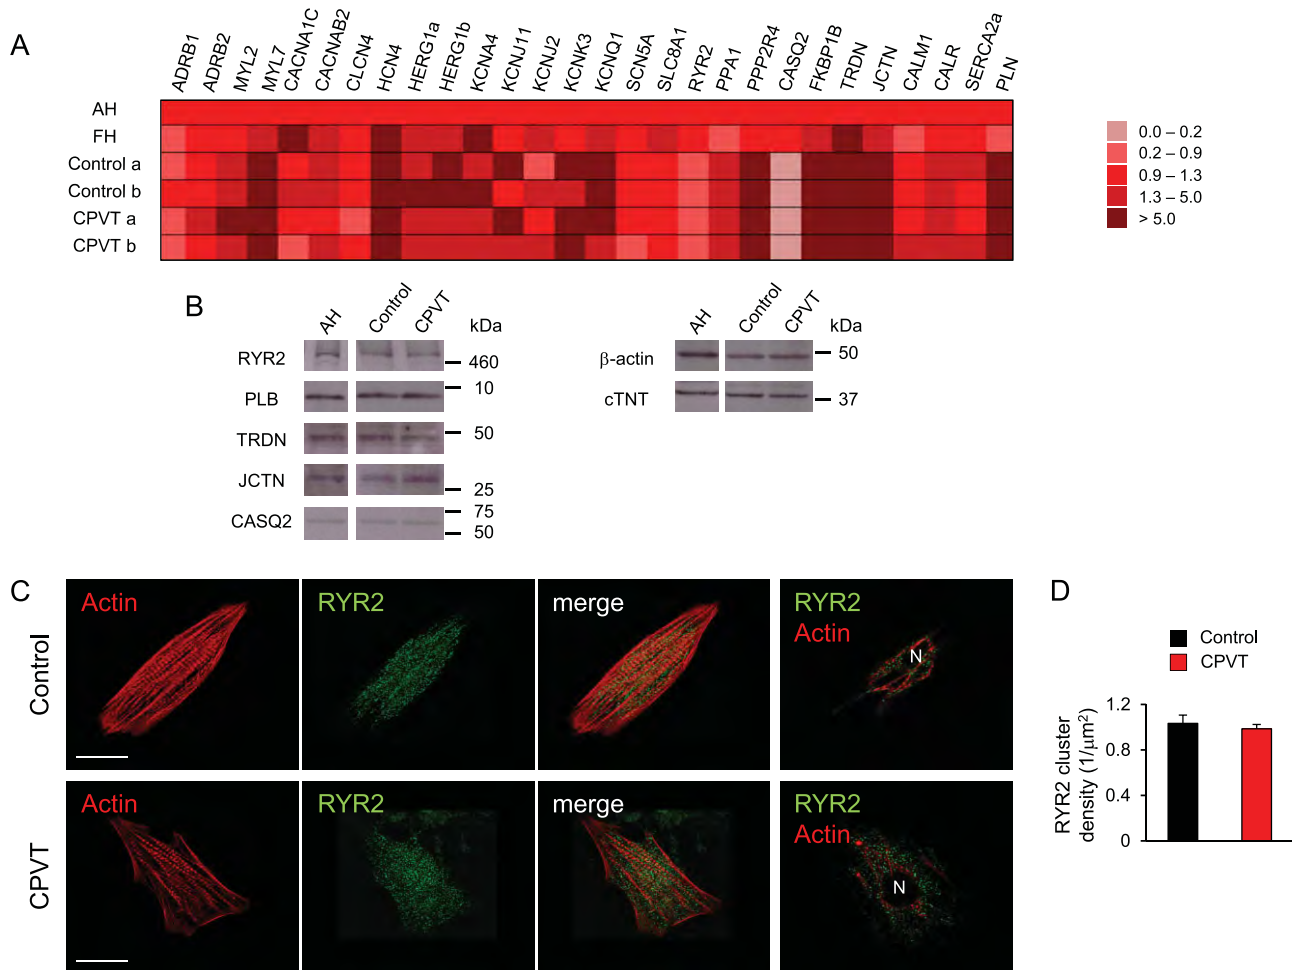 A
ADRB1 ADRB2 MYL2 MYL7 CACNA1C CACNAB2 CLCN4 HCN4 HERG1a HERG1b KCNA4 KCNJ11 KCNJ2 KCNK3 KCNQ1 SCN5A SLC8A1 RYR2 PPA1 PPP2R4 CASQ2 FKBP1B TRDN JCTN CALM1 CALR SERCA2a PLN
AH
FH
Control a
Control b
CPVT a
CPVT b
0.0 – 0.2
0.2 – 0.9
0.9 – 1.3
1.3 – 5.0
> 5.0
B
AH Control CPVT kDa
RYR2 460
PLB 10
TRDN 50
JCTN 25
CASQ2 75
50
AH Control CPVT kDa
β-actin 50
cTNT 37
C
Control
Actin RYR2 merge RYR2
Actin
N
CPVT
Actin RYR2 merge RYR2
Actin
N
D
Control
CPVT
RYR2 cluster
density (1/μm²)
1.2
0.8
0.4
0